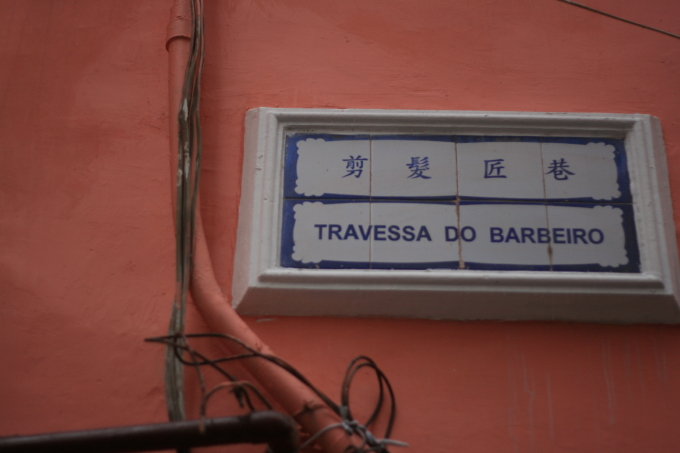 剪髮匠巷
TRAVESSA DO BARBEIRO